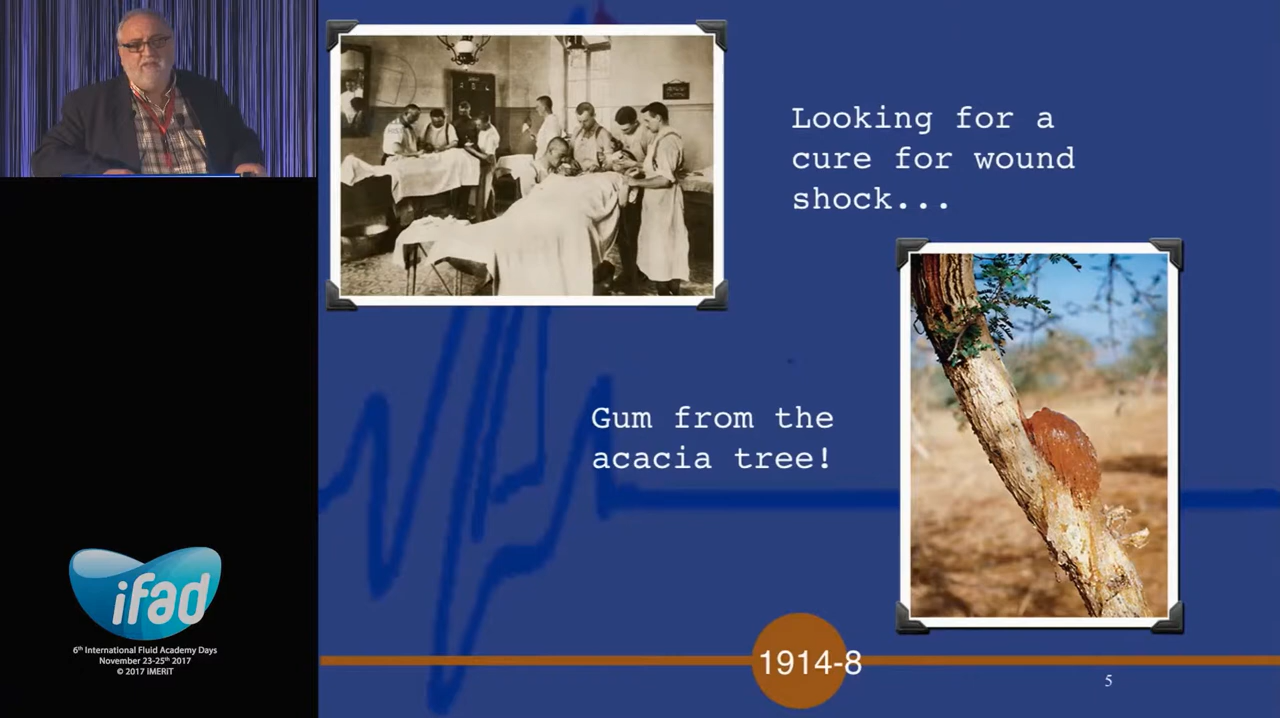 Looking for a
cure for wound
shock...
Gum from the
acacia tree!
ifad
6th International Fluid Academy Days
November 23-25th 2017
© 2017 iMERiT
1914-8
5